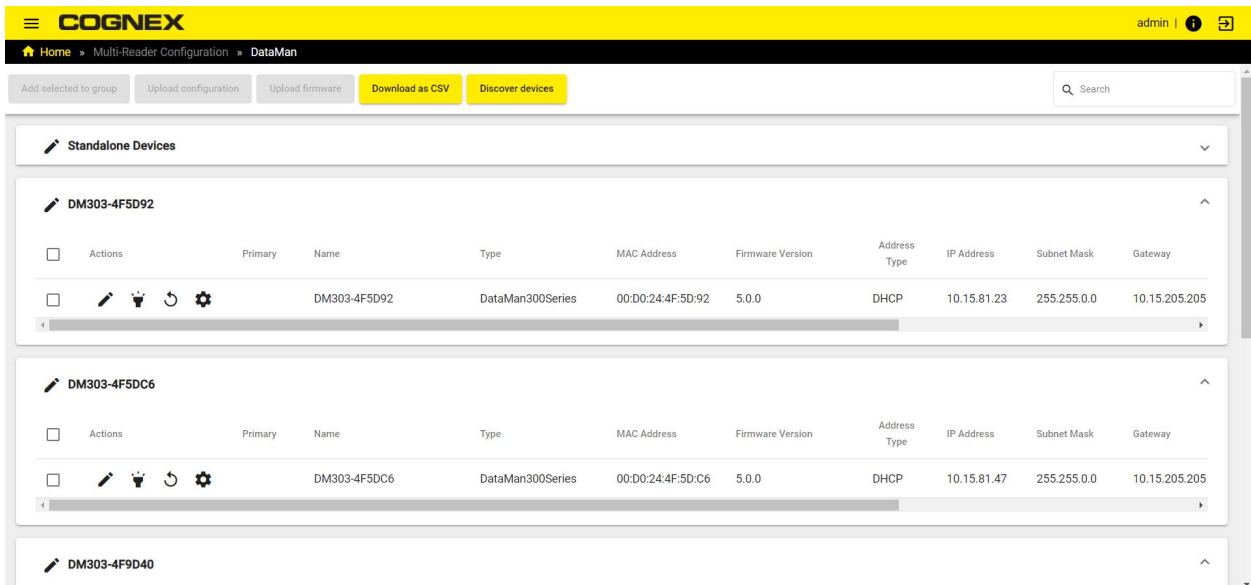 COGNEX admin |
Home » Multi-Reader Configuration » DataMan
Add selected to group Upload configuration Upload firmware Download as CSV Discover devices Search
Standalone Devices
DM303-4F5D92
Actions Primary Name Type MAC Address Firmware Version Address Type IP Address Subnet Mask Gateway
DM303-4F5D92 DataMan300Series 00:D0:24:4F:5D:92 5.0.0 DHCP 10.15.81.23 255.255.0.0 10.15.205.205
DM303-4F5DC6
Actions Primary Name Type MAC Address Firmware Version Address Type IP Address Subnet Mask Gateway
DM303-4F5DC6 DataMan300Series 00:D0:24:4F:5D:C6 5.0.0 DHCP 10.15.81.47 255.255.0.0 10.15.205.205
DM303-4F9D40